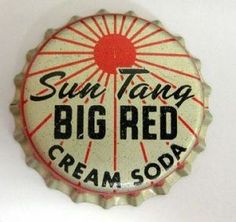 Sun Tang
BIG RED
CREAM SODA